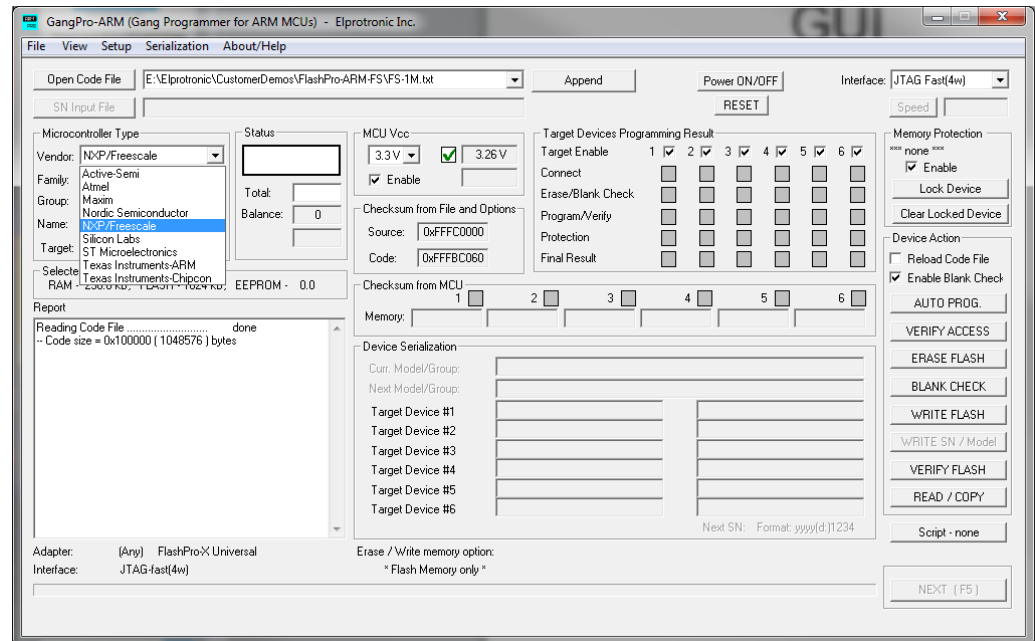 GUI
GangPro-ARM (Gang Programmer for ARM MCUs) - Elprotronic Inc.
File View Setup Serialization About/Help
Open Code File E:\Elprotronic\CustomerDemos\FlashPro-ARM-FS\FS-1M.txt Append Power ON/OFF Interface: JTAG Fast(4w)
SN Input File RESET Speed
Microcontroller Type
Vendor: NXP/Freescale
Family:
Group:
Name:
Target:
Active-Semi
Atmel
Maxim
Nordic Semiconductor
NXP/Freescale
Silicon Labs
ST Microelectronics
Texas Instruments-ARM
Texas Instruments-Chipcon
Status
Total:
Balance: 0
MCU Vcc
3.3 V 3.26 V
Enable
Checksum from File and Options
Source: 0xFFFC0000
Code: 0xFFFBC060
Target Devices Programming Result
Target Enable 1 2 3 4 5 6
Connect
Erase/Blank Check
Program/Verify
Protection
Final Result
Memory Protection
*** none ***
Enable
Lock Device
Clear Locked Device
RAM - EEPROM - 0.0
Checksum from MCU
1 2 3 4 5 6
Memory:
Report
Reading Code File ........................... done
-- Code size = 0x100000 ( 1048576 ) bytes
Device Serialization
Curr. Model/Group:
Next Model/Group:
Target Device #1
Target Device #2
Target Device #3
Target Device #4
Target Device #5
Target Device #6
Next SN: Format: yyyy(d:)1234
Device Action
Reload Code File
Enable Blank Check
AUTO PROG.
VERIFY ACCESS
ERASE FLASH
BLANK CHECK
WRITE FLASH
WRITE SN / Model
VERIFY FLASH
READ / COPY
Script - none
NEXT ( F5 )
Adapter: (Any) FlashPro-X Universal
Interface: JTAG-fast(4w)
Erase / Write memory option:
* Flash Memory only *